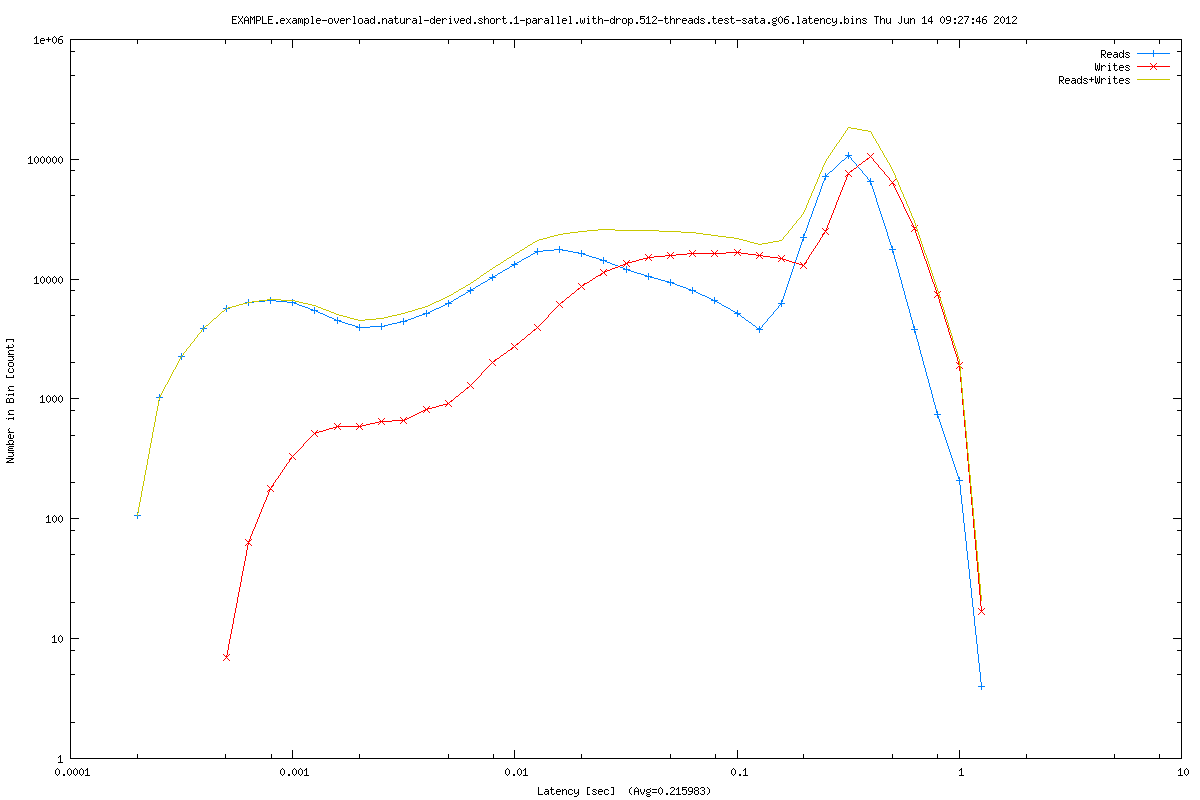 EXAMPLE.example-overload.natural-derived.short.1-parallel.with-drop.512-threads.test-sata.g06.latency.bins Thu Jun 14 09:27:46 2012
Reads
Writes
Reads+Writes
1e+06
100000
10000
1000
100
10
1
Number in Bin [count]
0.0001
0.001
0.01
0.1
1
10
Latency [sec] (Avg=0.215983)